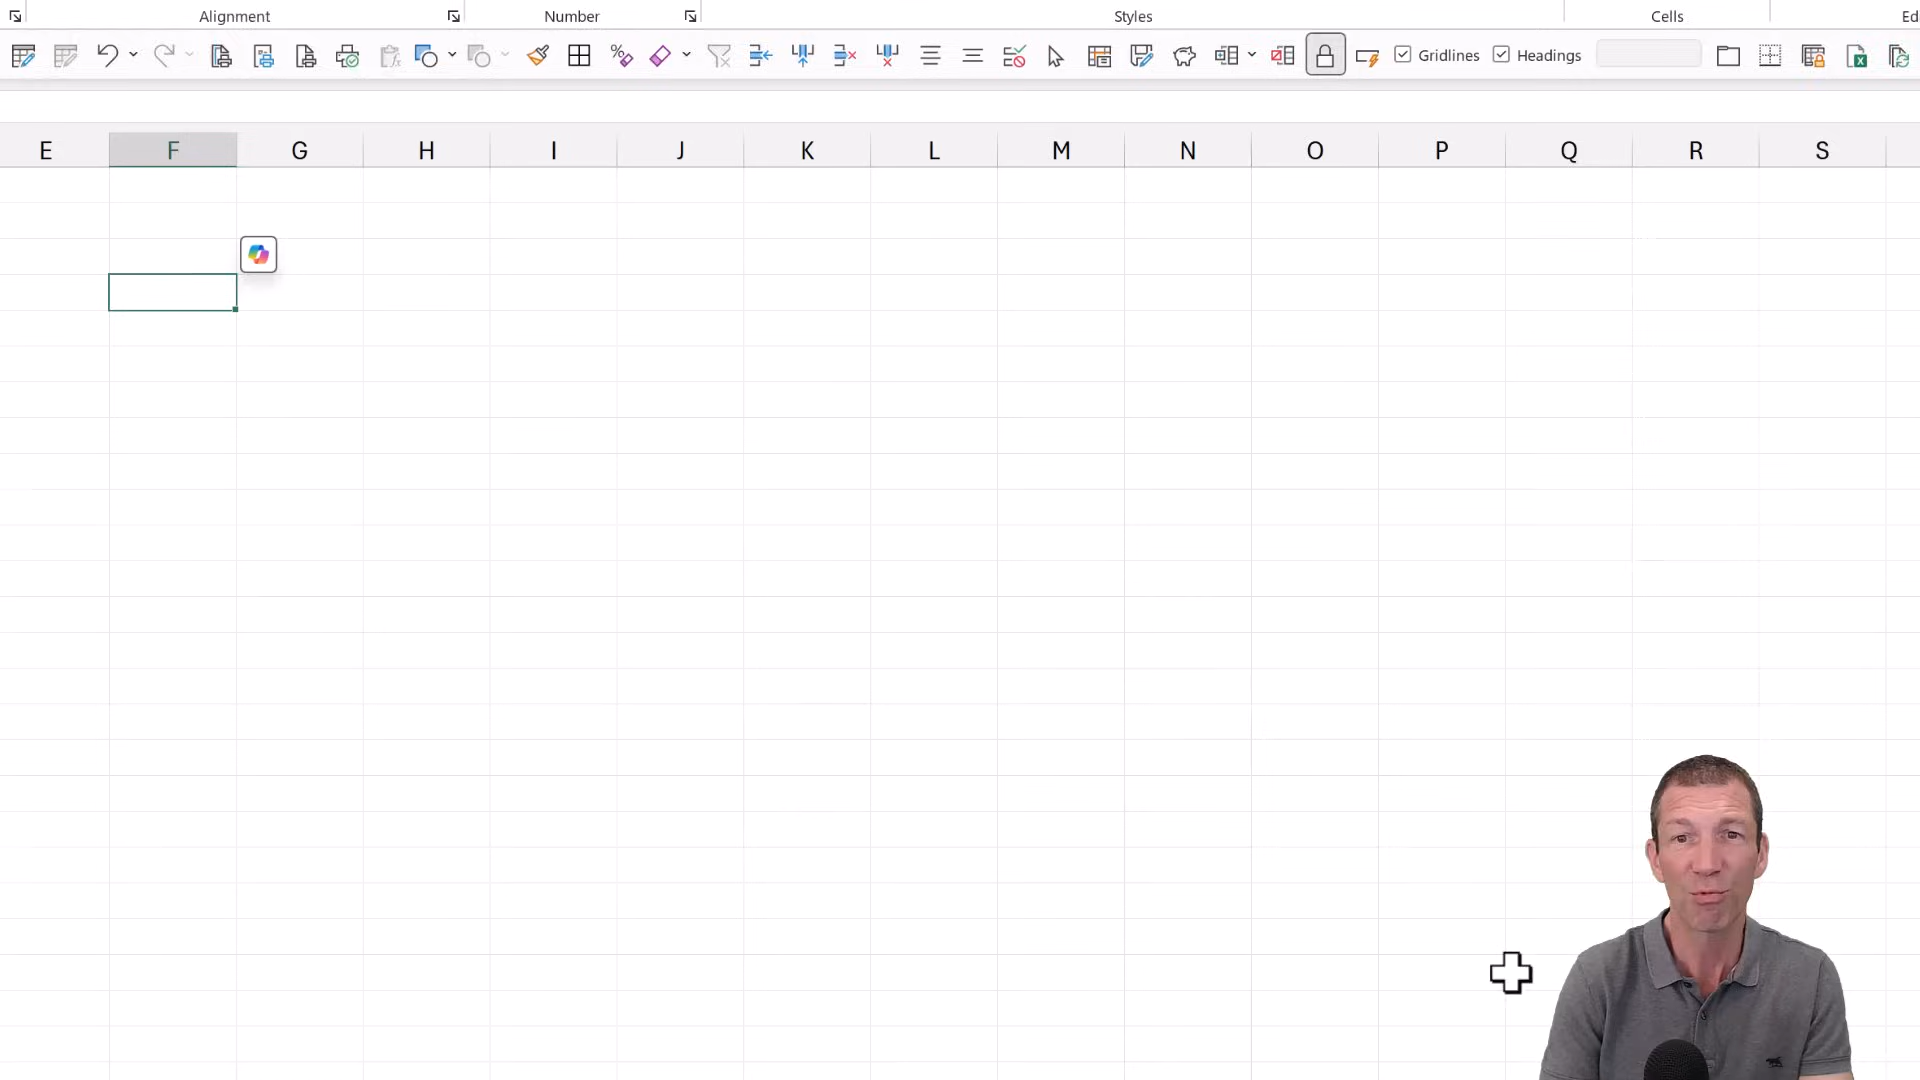 Alignment Number Styles Cells Ed
Gridlines Headings
E F G H I J K L M N O P Q R S